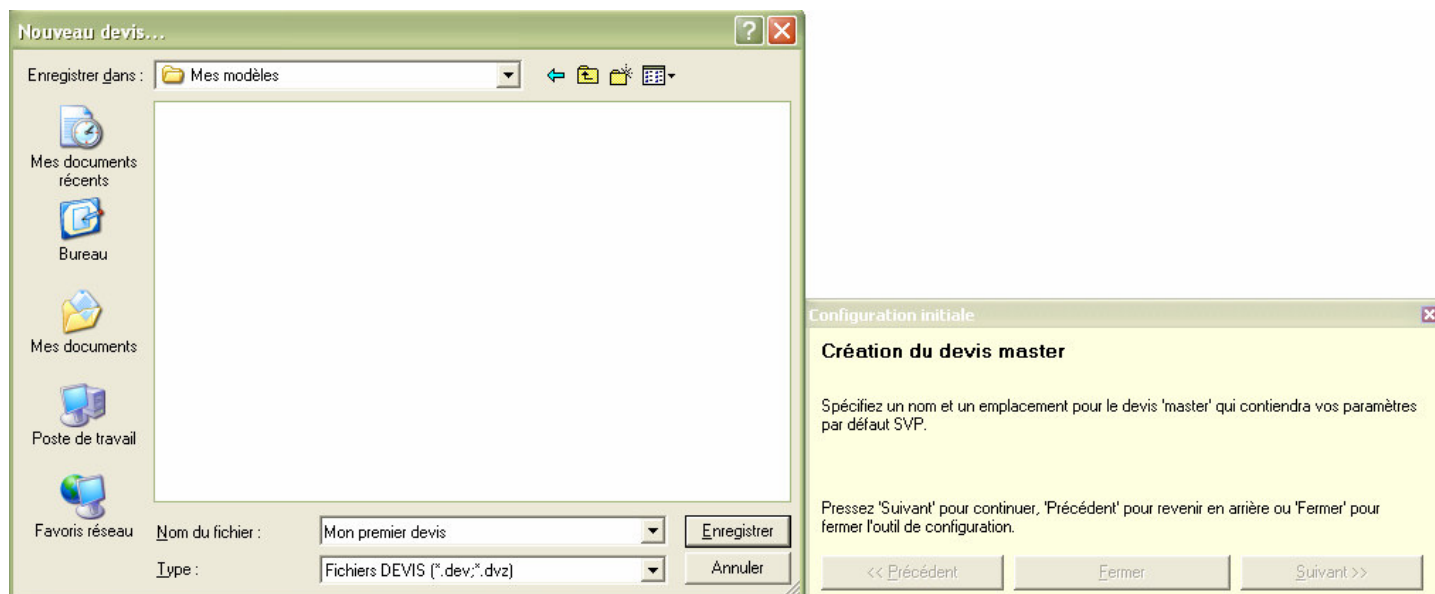 Nouveau devis...
Enregistrer dans :
Mes modèles
Mes documents
récents
Bureau
Mes documents
Poste de travail
Favoris réseau
Nom du fichier :
Mon premier devis
Enregistrer
Type :
Fichiers DEVIS (*.dev;*.dvz)
Annuler
Configuration initiale
Création du devis master
Spécifiez un nom et un emplacement pour le devis 'master' qui contiendra vos paramètres
par défaut SVP.
Pressez 'Suivant' pour continuer, 'Précédent' pour revenir en arrière ou 'Fermer' pour
fermer l'outil de configuration.
<< Précédent
Fermer
Suivant >>